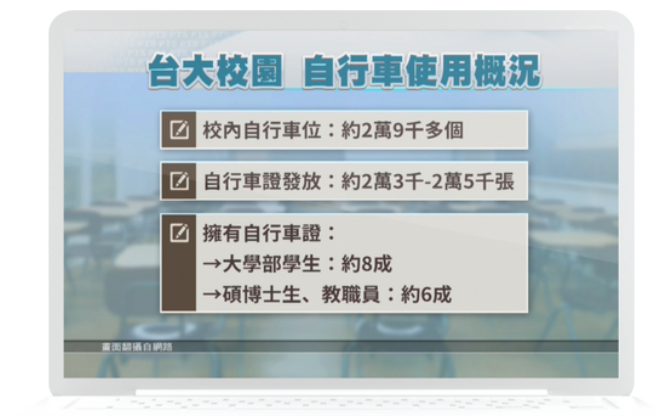 台大校園 自行車使用概況
校內自行車位：約2萬9千多個
自行車證發放：約2萬3千-2萬5千張
擁有自行車證：
→大學部學生：約8成
→碩博士生、教職員：約6成
畫面翻攝自網路